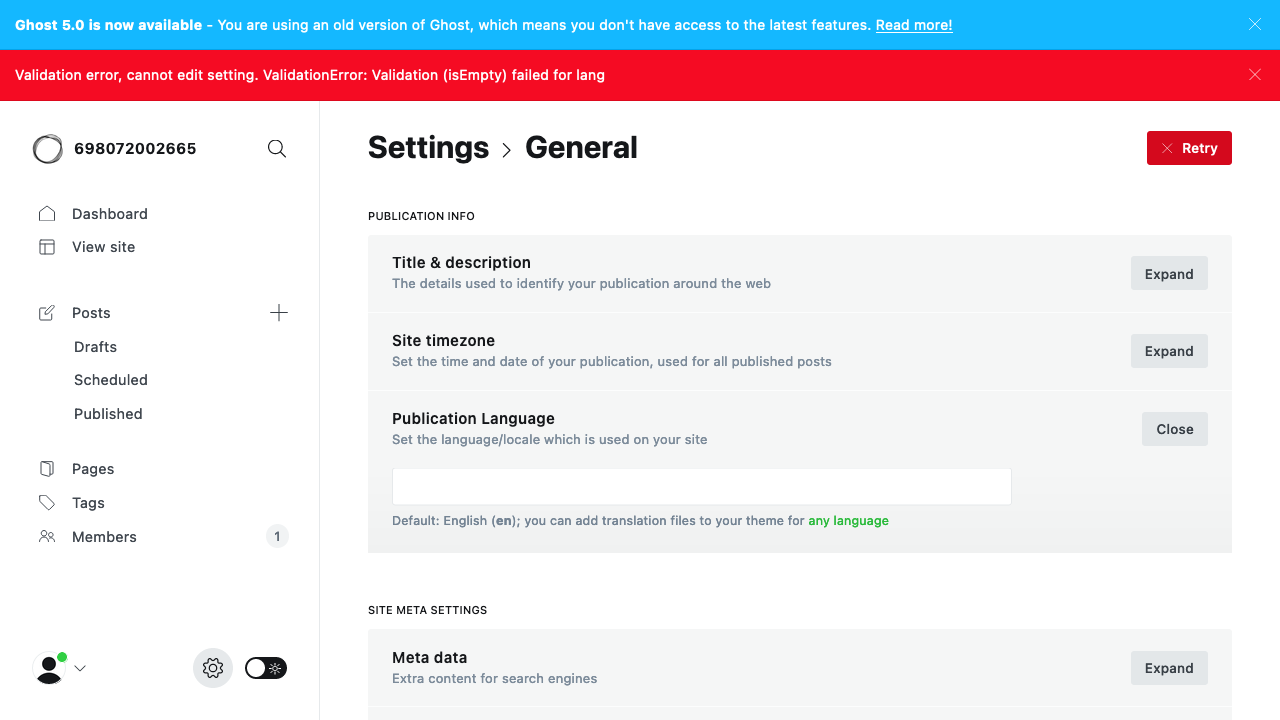 Ghost 5.0 is now available - You are using an old version of Ghost, which means you don't have access to the latest features. Read more!
Validation error, cannot edit setting. ValidationError: Validation (isEmpty) failed for lang
698072002665
Dashboard
View site
Posts
Drafts
Scheduled
Published
Pages
Tags
Members 1
Settings > General
Retry
PUBLICATION INFO
Title & description
The details used to identify your publication around the web
Expand
Site timezone
Set the time and date of your publication, used for all published posts
Expand
Publication Language
Set the language/locale which is used on your site
Close
Default: English (en); you can add translation files to your theme for any language
SITE META SETTINGS
Meta data
Extra content for search engines
Expand